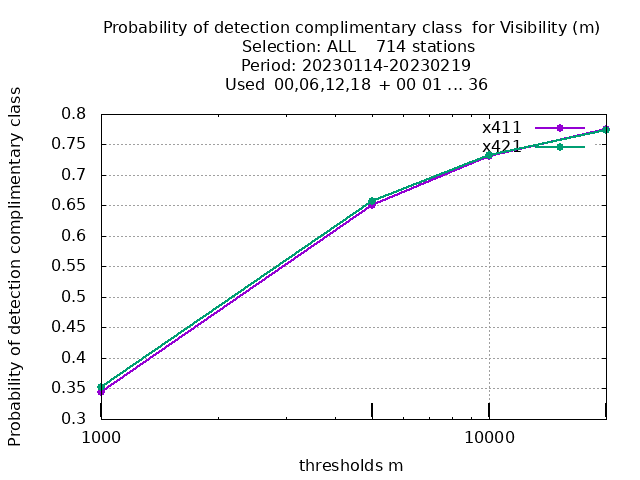 Probability of detection complimentary class  for Visibility (m)
Selection: ALL    714 stations
Period: 20230114-20230219
Used  00,06,12,18 + 00 01 ... 36
Probability of detection complimentary class
0.8
0.75
0.7
0.65
0.6
0.55
0.5
0.45
0.4
0.35
0.3
x411
x421
1000
10000
thresholds m